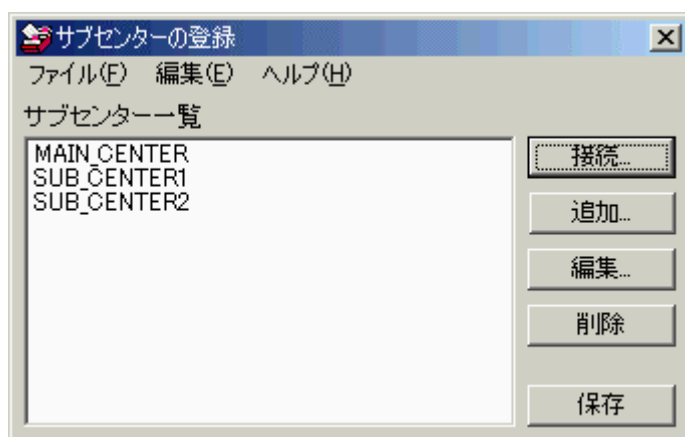 サブセンターの登録
ファイル(F) 編集(E) ヘルプ(H)
サブセンター一覧
MAIN_CENTER
SUB_CENTER1
SUB_CENTER2
接続...
追加...
編集...
削除
保存